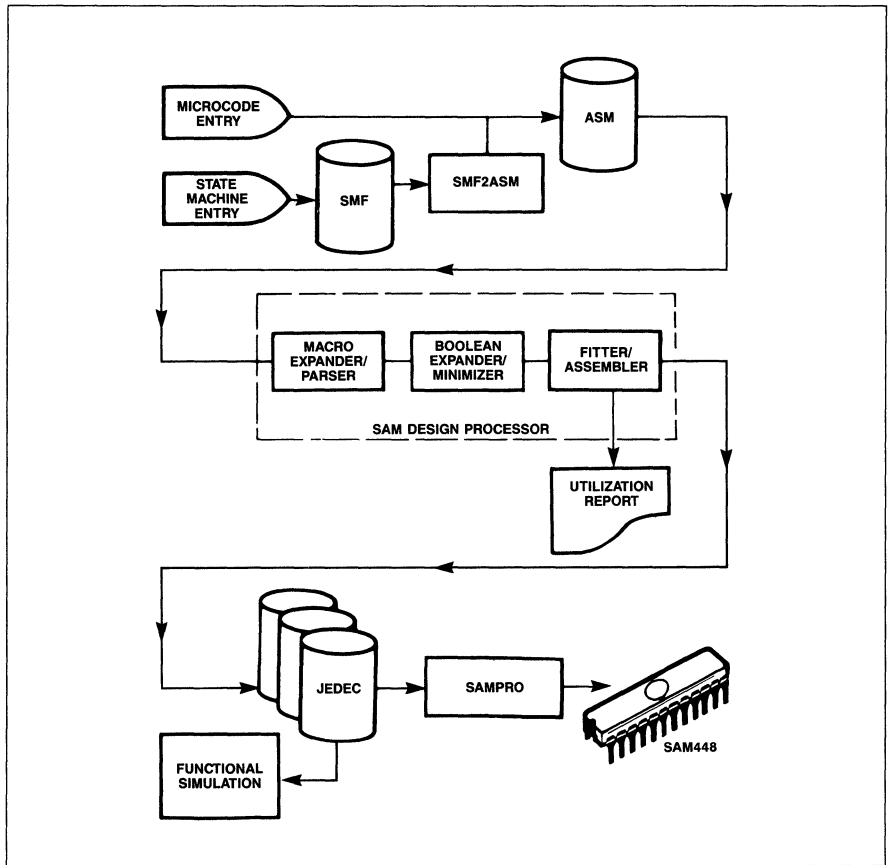 MICROCODE
ENTRY
ASM
STATE
MACHINE
ENTRY
SMF
SMF2ASM
MACRO
EXPANDER/
PARSER
BOOLEAN
EXPANDER/
MINIMIZER
FITTER/
ASSEMBLER
SAM DESIGN PROCESSOR
UTILIZATION
REPORT
JEDEC
SAMPRO
SAM448
FUNCTIONAL
SIMULATION